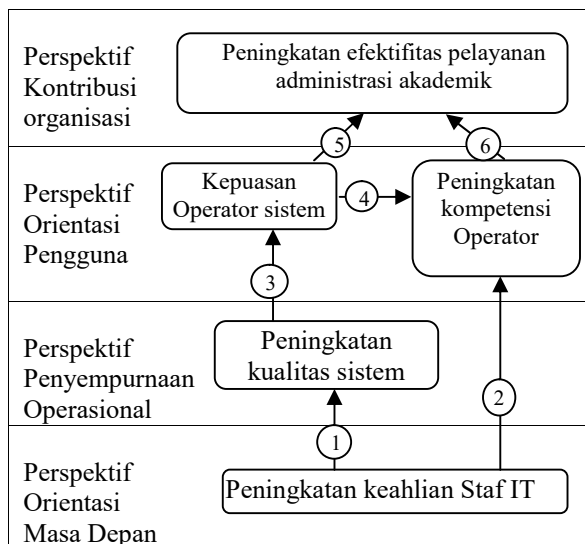 Perspektif
Kontribusi
organisasi
Peningkatan efektifitas pelayanan
administrasi akademik
5
6
Perspektif
Orientasi
Pengguna
Kepuasan
Operator sistem
4
Peningkatan
kompetensi
Operator
3
Perspektif
Penyempurnaan
Operasional
Peningkatan
kualitas sistem
2
1
Perspektif
Orientasi
Masa Depan
Peningkatan keahlian Staf IT